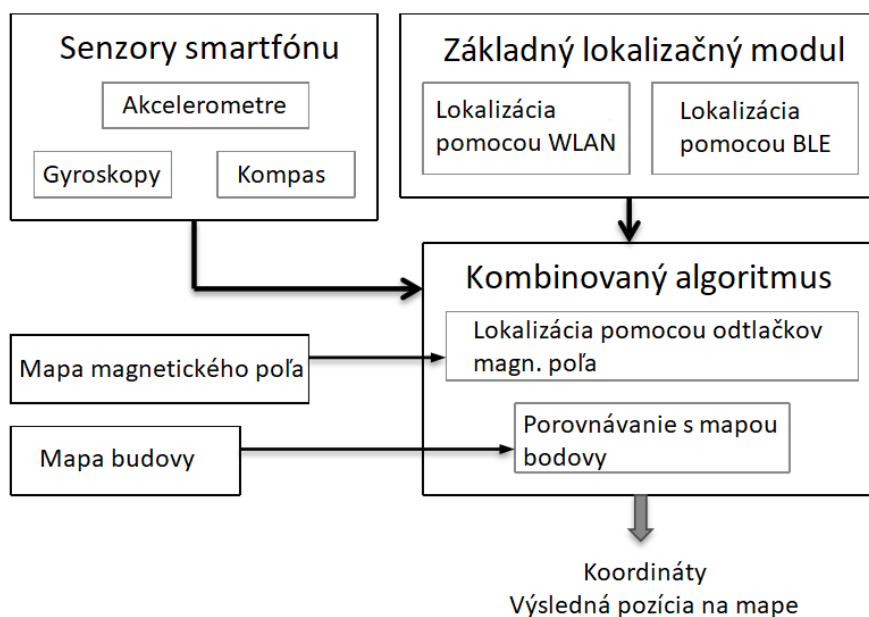 Senzory smartfónu
Akcelerometre
Gyroskopy
Kompas
Základný lokalizačný modul
Lokalizácia
pomocou WLAN
Lokalizácia
pomocou BLE
Kombinovaný algoritmus
Lokalizácia pomocou odtlačkov
magn. poľa
Mapa magnetického poľa
Porovnávanie s mapou
bodovy
Mapa budovy
Koordináty
Výsledná pozícia na mape